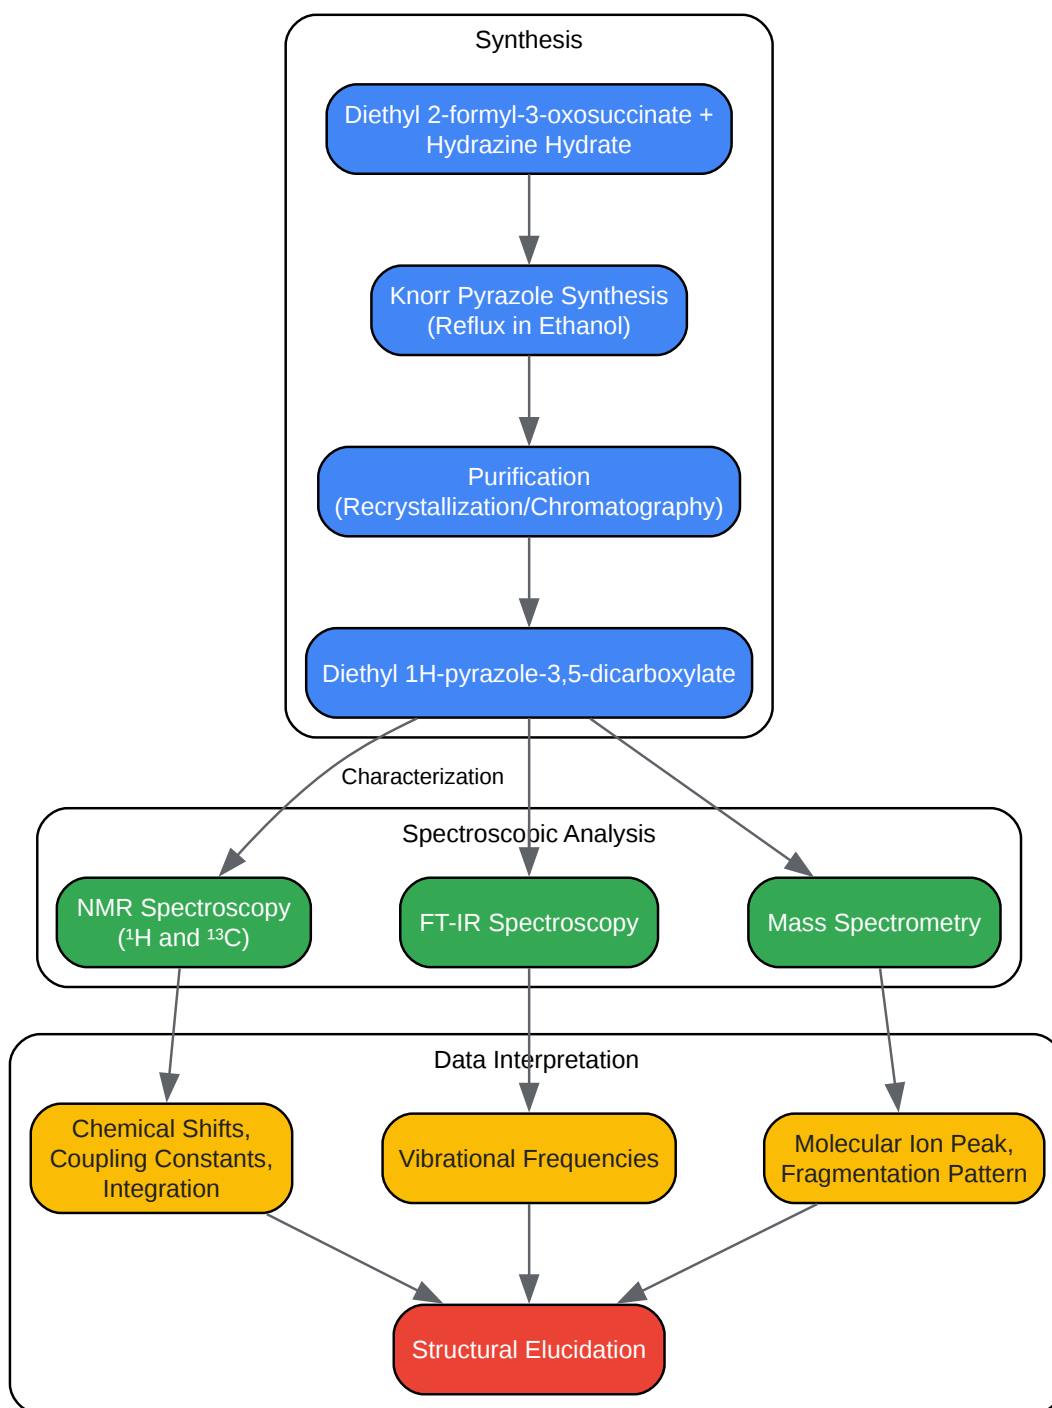 Synthesis
Diethyl 2-formyl-3-oxosuccinate +
Hydrazine Hydrate
Knorr Pyrazole Synthesis
(Reflux in Ethanol)
Purification
(Recrystallization/Chromatography)
Diethyl 1H-pyrazole-3,5-dicarboxylate
Characterization
Spectroscopic Analysis
NMR Spectroscopy
(¹H and ¹³C)
FT-IR Spectroscopy
Mass Spectrometry
Data Interpretation
Chemical Shifts,
Coupling Constants,
Integration
Vibrational Frequencies
Molecular Ion Peak,
Fragmentation Pattern
Structural Elucidation